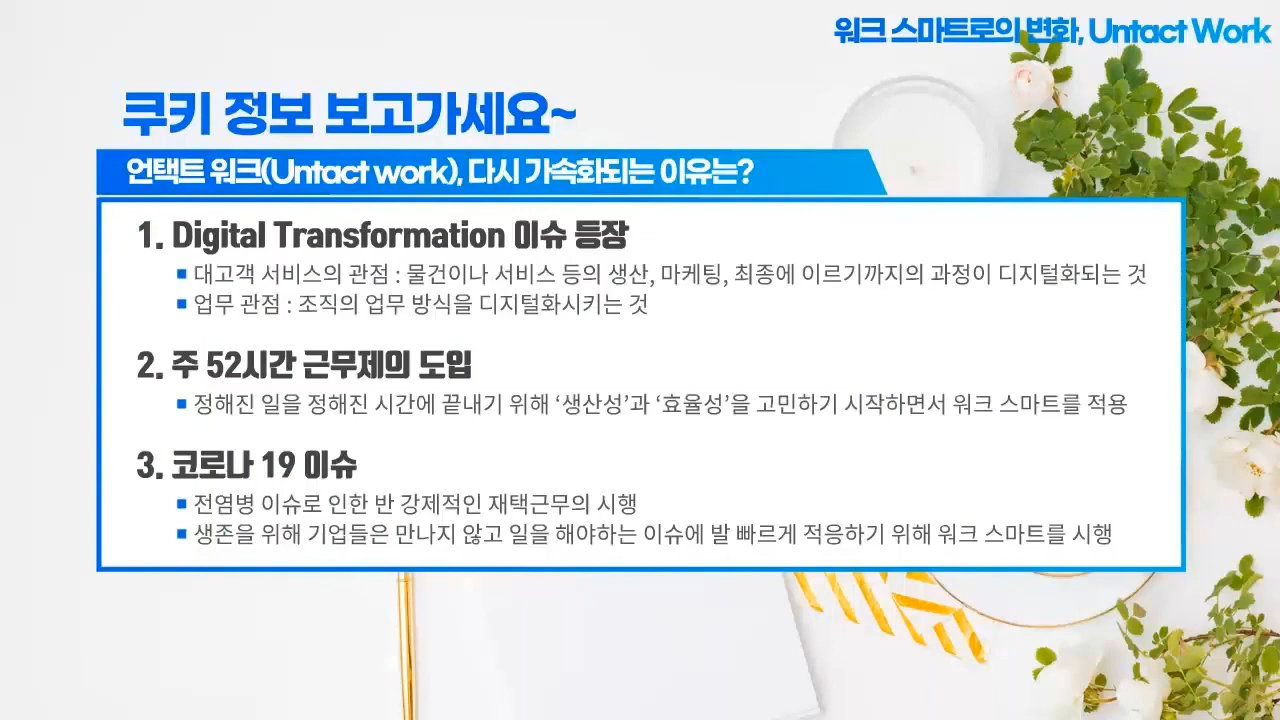 워크 스마트로의 변화, Untact Work
쿠키 정보 보고가세요~
언택트 워크(Untact work), 다시 가속화되는 이유는?
1. Digital Transformation 이슈 등장
▪ 대고객 서비스의 관점 : 물건이나 서비스 등의 생산, 마케팅, 최종에 이르기까지의 과정이 디지털화되는 것
▪ 업무 관점 : 조직의 업무 방식을 디지털화시키는 것
2. 주 52시간 근무제의 도입
▪ 정해진 일을 정해진 시간에 끝내기 위해 ‘생산성’과 ‘효율성’을 고민하기 시작하면서 워크 스마트를 적용
3. 코로나 19 이슈
▪ 전염병 이슈로 인한 반 강제적인 재택근무의 시행
▪ 생존을 위해 기업들은 만나지 않고 일을 해야하는 이슈에 발 빠르게 적응하기 위해 워크 스마트를 시행